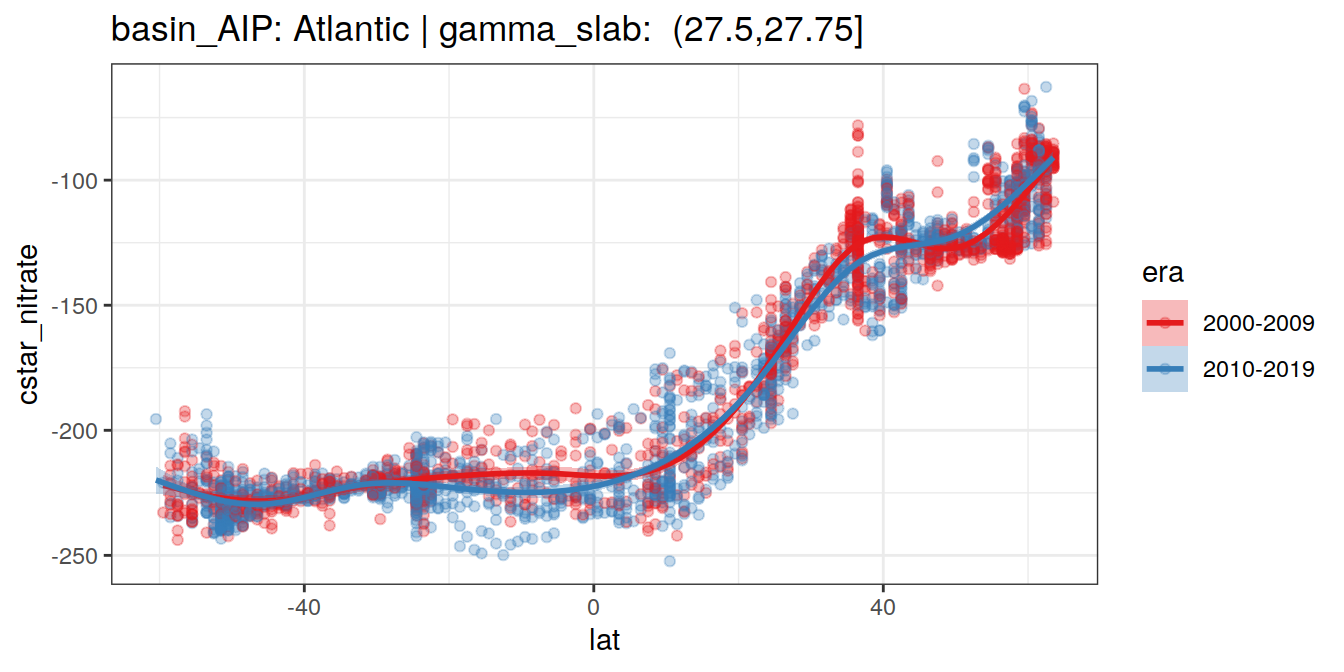 basin_AIP: Atlantic | gamma_slab:  (27.5,27.75]
-100
-150
-200
-250
cstar_nitrate
-40
0
40
lat
era
2000-2009
2010-2019